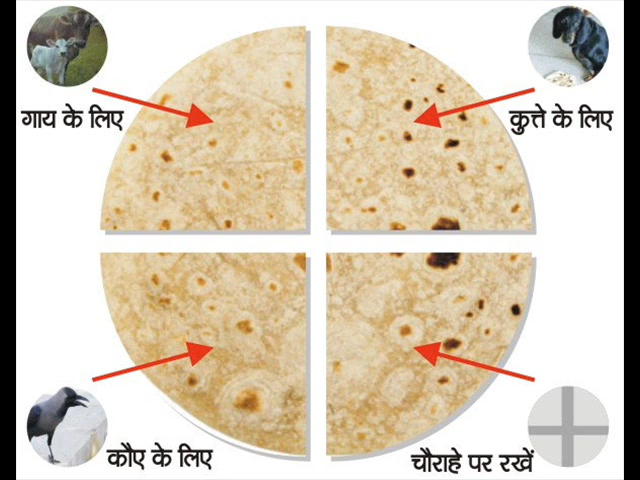 गाय के लिए
कुत्ते के लिए
कौए के लिए
चौराहे पर रखें